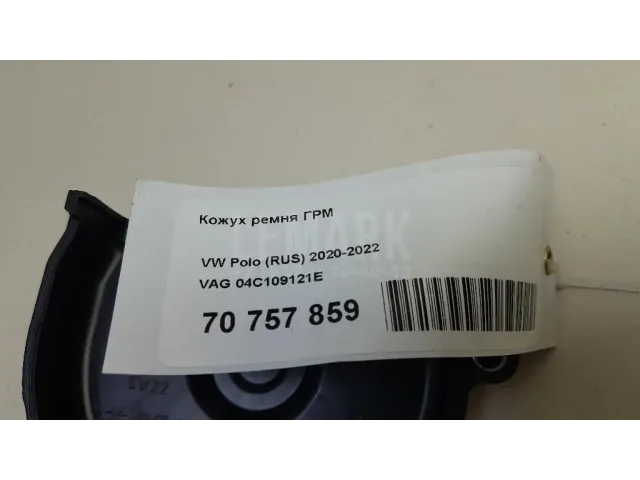 Кожух ремня ГРМ
VW Polo (RUS) 2020-2022
VAG 04C109121E
70 757 859